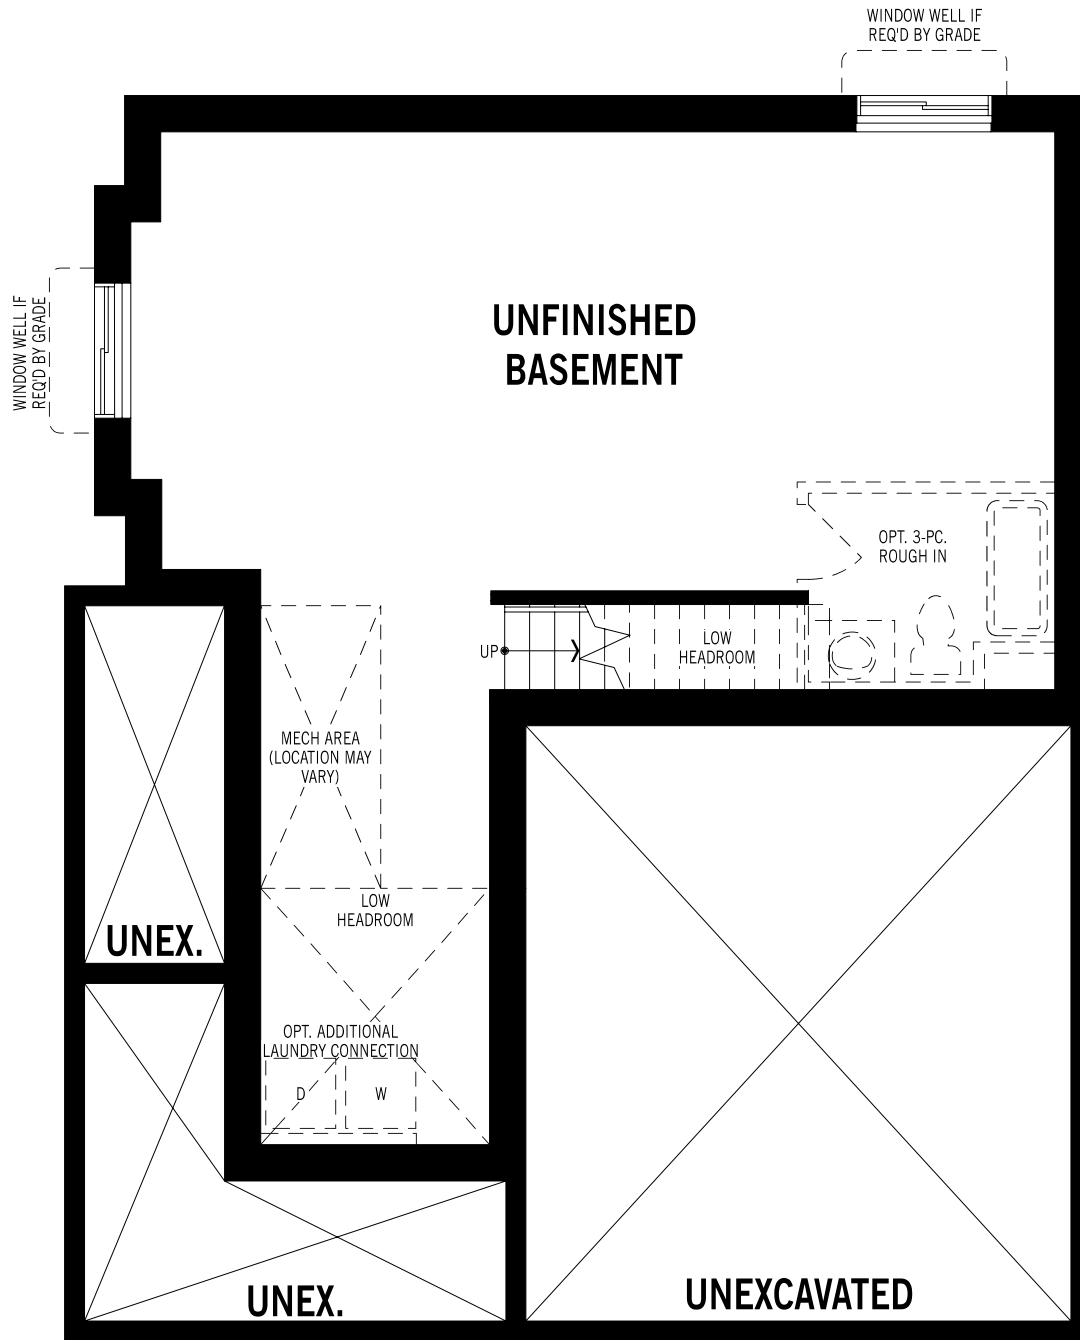 WINDOW WELL IF
REQ'D BY GRADE
WINDOW WELL IF
REQ'D BY GRADE
UNFINISHED
BASEMENT
OPT. 3-PC.
ROUGH IN
UP
LOW
HEADROOM
MECH AREA
(LOCATION MAY
VARY)
LOW
HEADROOM
UNEX.
OPT. ADDITIONAL
LAUNDRY CONNECTION
D
W
UNEX.
UNEXCAVATED